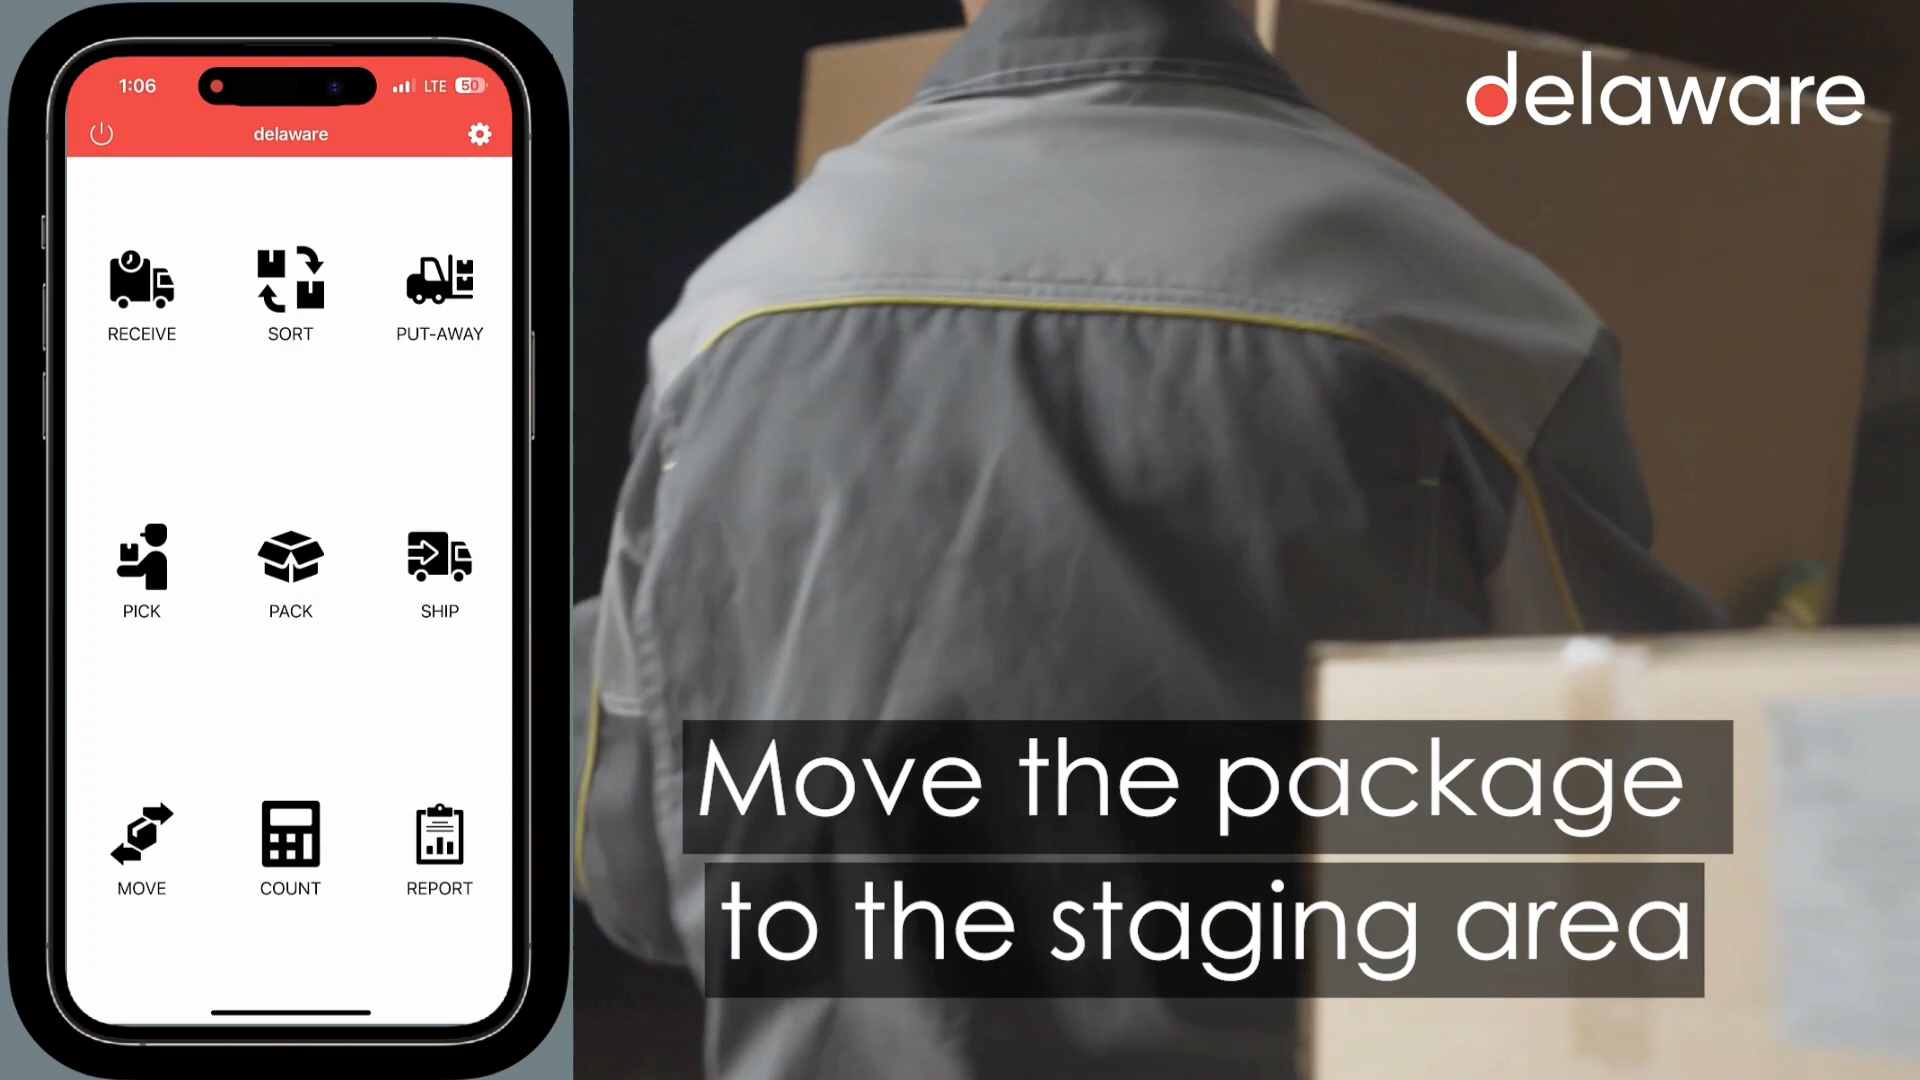 1:06
LTE
50
delaware
RECEIVE
SORT
PUT-AWAY
PICK
PACK
SHIP
MOVE
COUNT
REPORT
delaware
Move the package
to the staging area